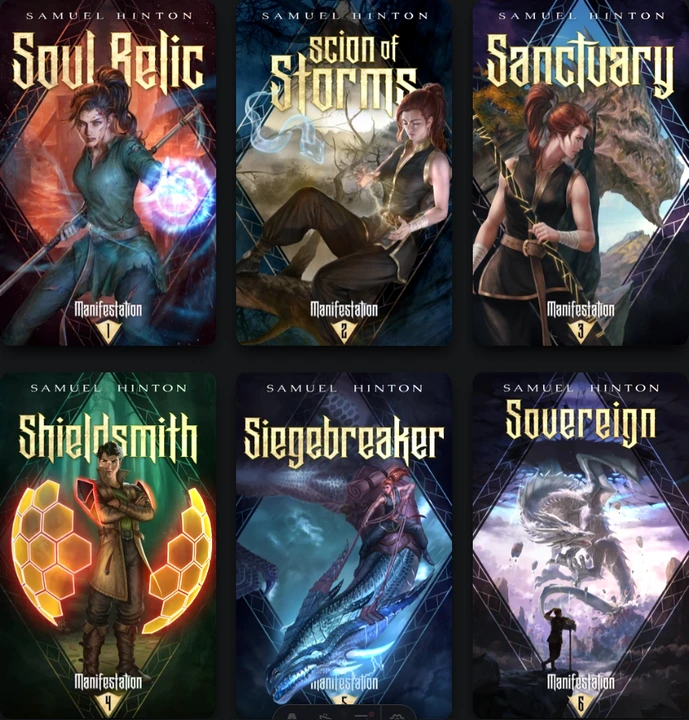 SAMUEL HINTON
Soul Relic
Manifestation
1
SAMUEL HINTON
scion of
Storms
Manifestation
2
SAMUEL HINTON
Sanctuary
Manifestation
3
SAMUEL HINTON
Shieldsmith
Manifestation
4
SAMUEL HINTON
Siegebreaker
Manifestation
5
SAMUEL HINTON
Sovereign
Manifestation
6